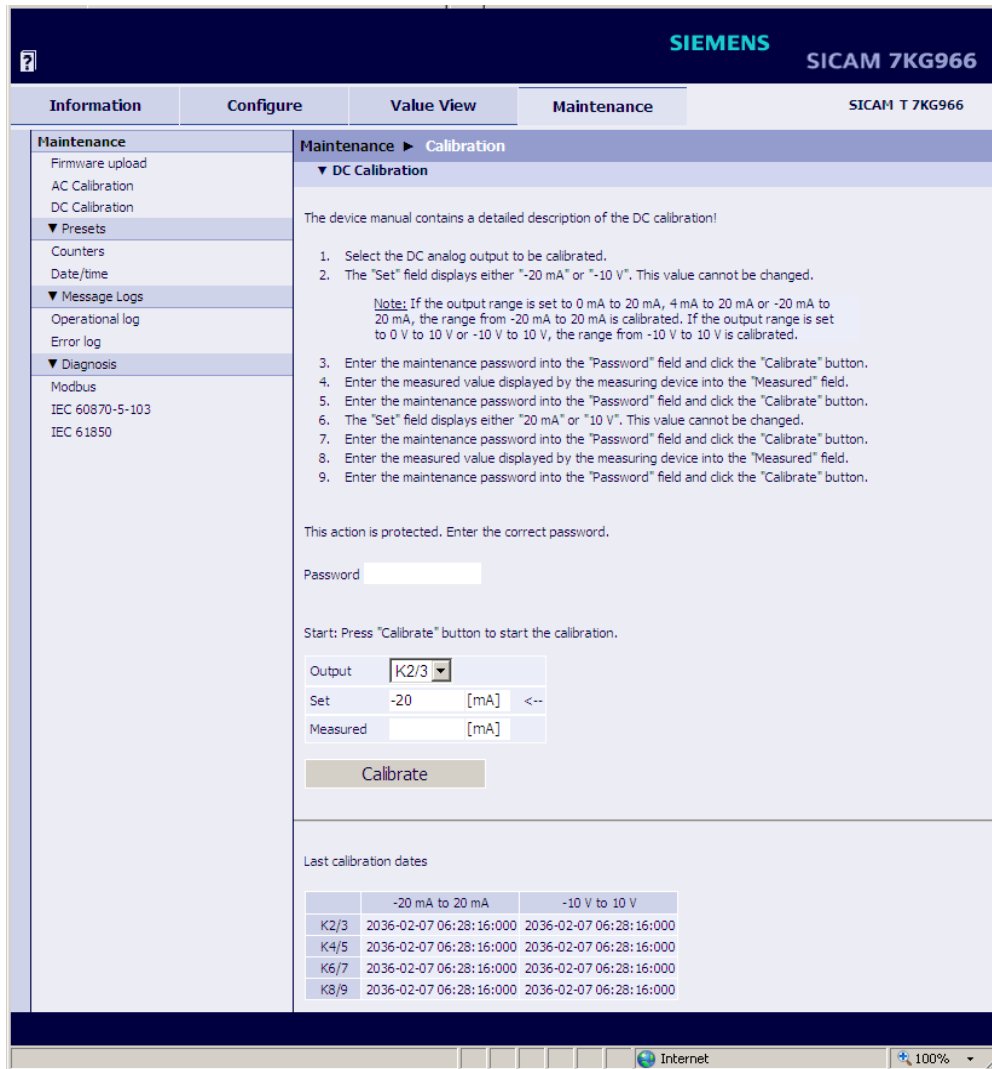 ?
SIEMENS
SICAM 7KG966
Information Configure Value View Maintenance SICAM T 7KG966
Maintenance
Firmware upload
AC Calibration
DC Calibration
▼ Presets
Counters
Date/time
▼ Message Logs
Operational log
Error log
▼ Diagnosis
Modbus
IEC 60870-5-103
IEC 61850
Maintenance ► Calibration
▼ DC Calibration
The device manual contains a detailed description of the DC calibration!
1. Select the DC analog output to be calibrated.
2. The "Set" field displays either "-20 mA" or "-10 V". This value cannot be changed.
Note: If the output range is set to 0 mA to 20 mA, 4 mA to 20 mA or -20 mA to
20 mA, the range from -20 mA to 20 mA is calibrated. If the output range is set
to 0 V to 10 V or -10 V to 10 V, the range from -10 V to 10 V is calibrated.
3. Enter the maintenance password into the "Password" field and click the "Calibrate" button.
4. Enter the measured value displayed by the measuring device into the "Measured" field.
5. Enter the maintenance password into the "Password" field and click the "Calibrate" button.
6. The "Set" field displays either "20 mA" or "10 V". This value cannot be changed.
7. Enter the maintenance password into the "Password" field and click the "Calibrate" button.
8. Enter the measured value displayed by the measuring device into the "Measured" field.
9. Enter the maintenance password into the "Password" field and click the "Calibrate" button.
This action is protected. Enter the correct password.
Password
Start: Press "Calibrate" button to start the calibration.
Output K2/3
Set -20 [mA] <--
Measured [mA]
Calibrate
Last calibration dates
-20 mA to 20 mA -10 V to 10 V
K2/3 2036-02-07 06:28:16:000 2036-02-07 06:28:16:000
K4/5 2036-02-07 06:28:16:000 2036-02-07 06:28:16:000
K6/7 2036-02-07 06:28:16:000 2036-02-07 06:28:16:000
K8/9 2036-02-07 06:28:16:000 2036-02-07 06:28:16:000
Internet 100%